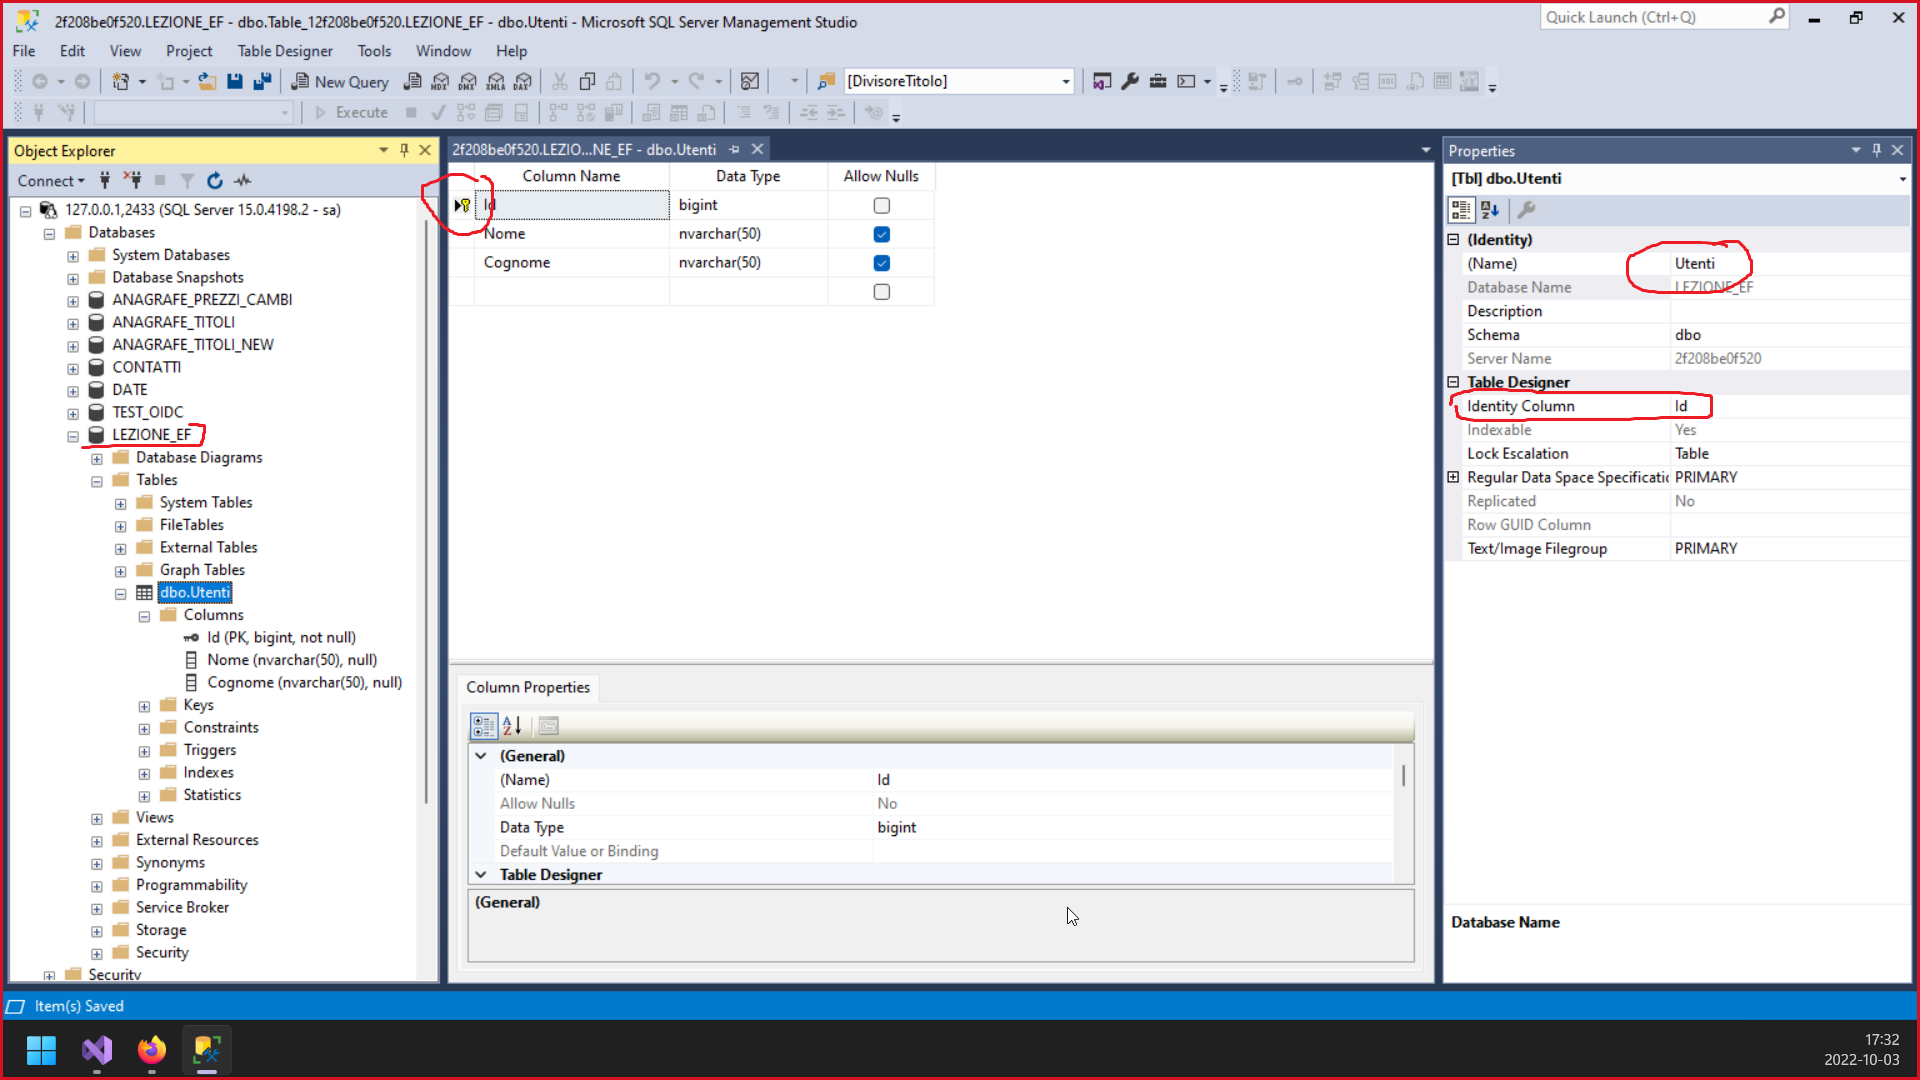 2f208be0f520.LEZIONE_EF - dbo.Table_12f208be0f520.LEZIONE_EF - dbo.Utenti - Microsoft SQL Server Management Studio
Quick Launch (Ctrl+Q)
File Edit View Project Table Designer Tools Window Help
New Query MDX DMX XMLA DAX [DivisoreTitolo]
Execute
Object Explorer
Connect
127.0.0.1,2433 (SQL Server 15.0.4198.2 - sa)
Databases
System Databases
Database Snapshots
ANAGRAFE_PREZZI_CAMBI
ANAGRAFE_TITOLI
ANAGRAFE_TITOLI_NEW
CONTATTI
DATE
TEST_OIDC
LEZIONE_EF
Database Diagrams
Tables
System Tables
FileTables
External Tables
Graph Tables
dbo.Utenti
Columns
Id (PK, bigint, not null)
Nome (nvarchar(50), null)
Cognome (nvarchar(50), null)
Keys
Constraints
Triggers
Indexes
Statistics
Views
External Resources
Synonyms
Programmability
Service Broker
Storage
Security
Security
2f208be0f520.LEZIO...NE_EF - dbo.Utenti
Column Name Data Type Allow Nulls
Id bigint
Nome nvarchar(50)
Cognome nvarchar(50)
Column Properties
(General)
(Name) Id
Allow Nulls No
Data Type bigint
Default Value or Binding
Table Designer
(General)
Properties
[Tbl] dbo.Utenti
(Identity)
(Name) Utenti
Database Name LEZIONE_EF
Description
Schema dbo
Server Name 2f208be0f520
Table Designer
Identity Column Id
Indexable Yes
Lock Escalation Table
Regular Data Space Specificatic PRIMARY
Replicated No
Row GUID Column
Text/Image Filegroup PRIMARY
Database Name
Item(s) Saved
17:32
2022-10-03